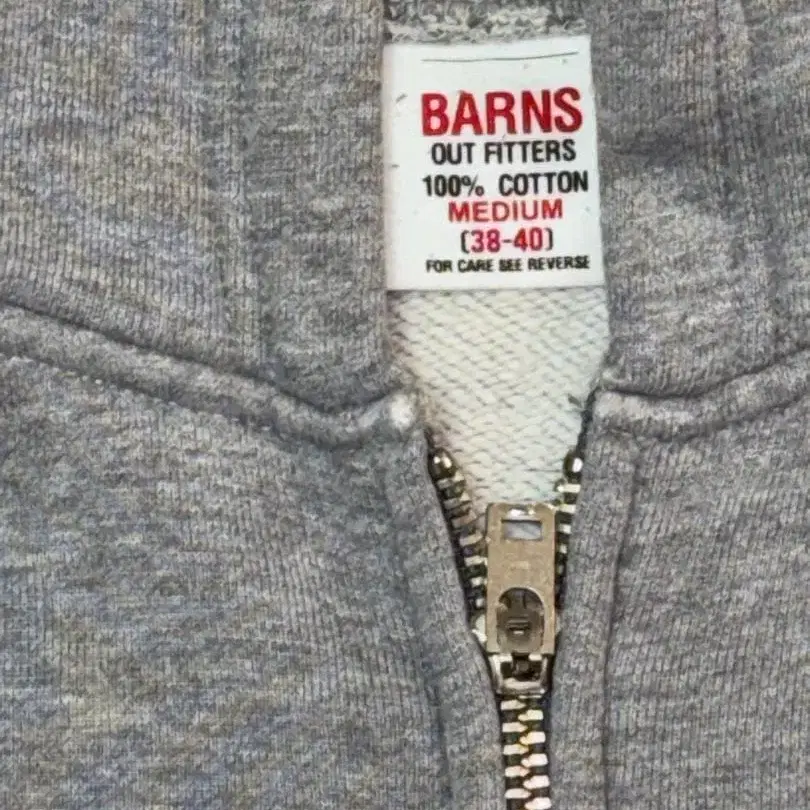 BARNS
OUT FITTERS
100% COTTON
MEDIUM
(38-40)
FOR CARE SEE REVERSE